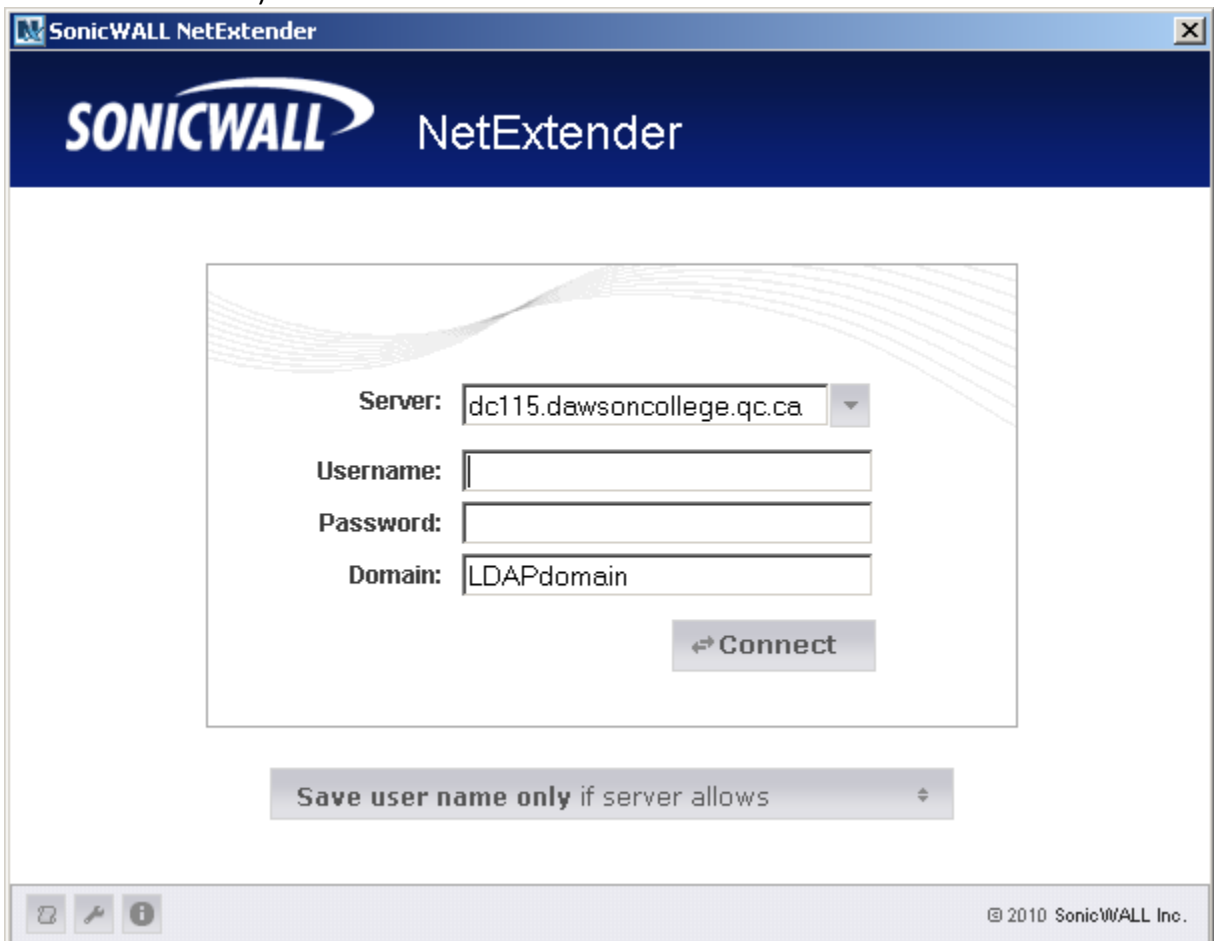 SonicWALL NetExtender
SONICWALL NetExtender
Server: dc115.dawsoncollege.qc.ca
Username:
Password:
Domain: LDAPdomain
Connect
Save user name only if server allows
© 2010 SonicWALL Inc.